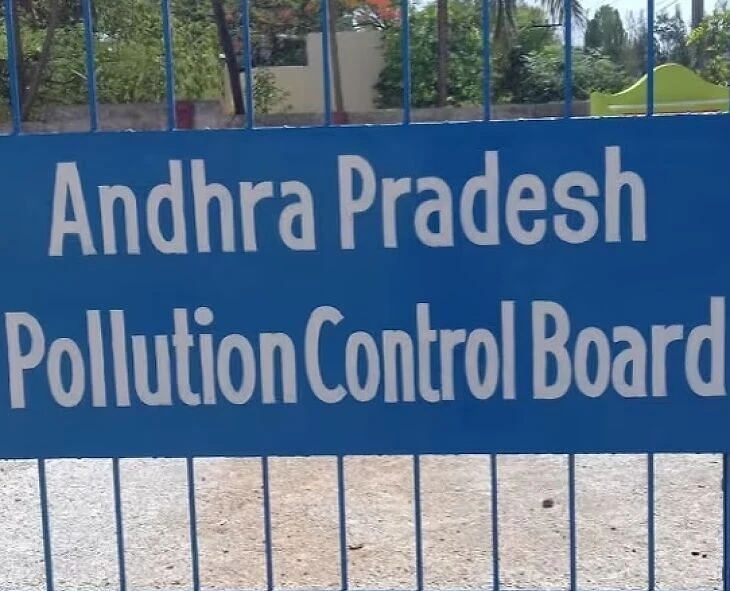 Andhra Pradesh
Pollution Control Board